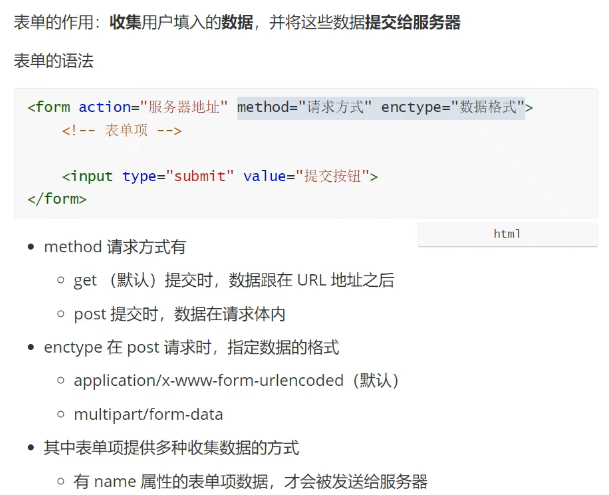 表单的作用：收集用户填入的数据，并将这些数据提交给服务器
表单的语法
<form action="服务器地址" method="请求方式" enctype="数据格式">
    <!-- 表单项 -->
    <input type="submit" value="提交按钮">
</form>
html
• method 请求方式有
◦ get （默认）提交时，数据跟在 URL 地址之后
◦ post 提交时，数据在请求体内
• enctype 在 post 请求时，指定数据的格式
◦ application/x-www-form-urlencoded（默认）
◦ multipart/form-data
• 其中表单项提供多种收集数据的方式
◦ 有 name 属性的表单项数据，才会被发送给服务器